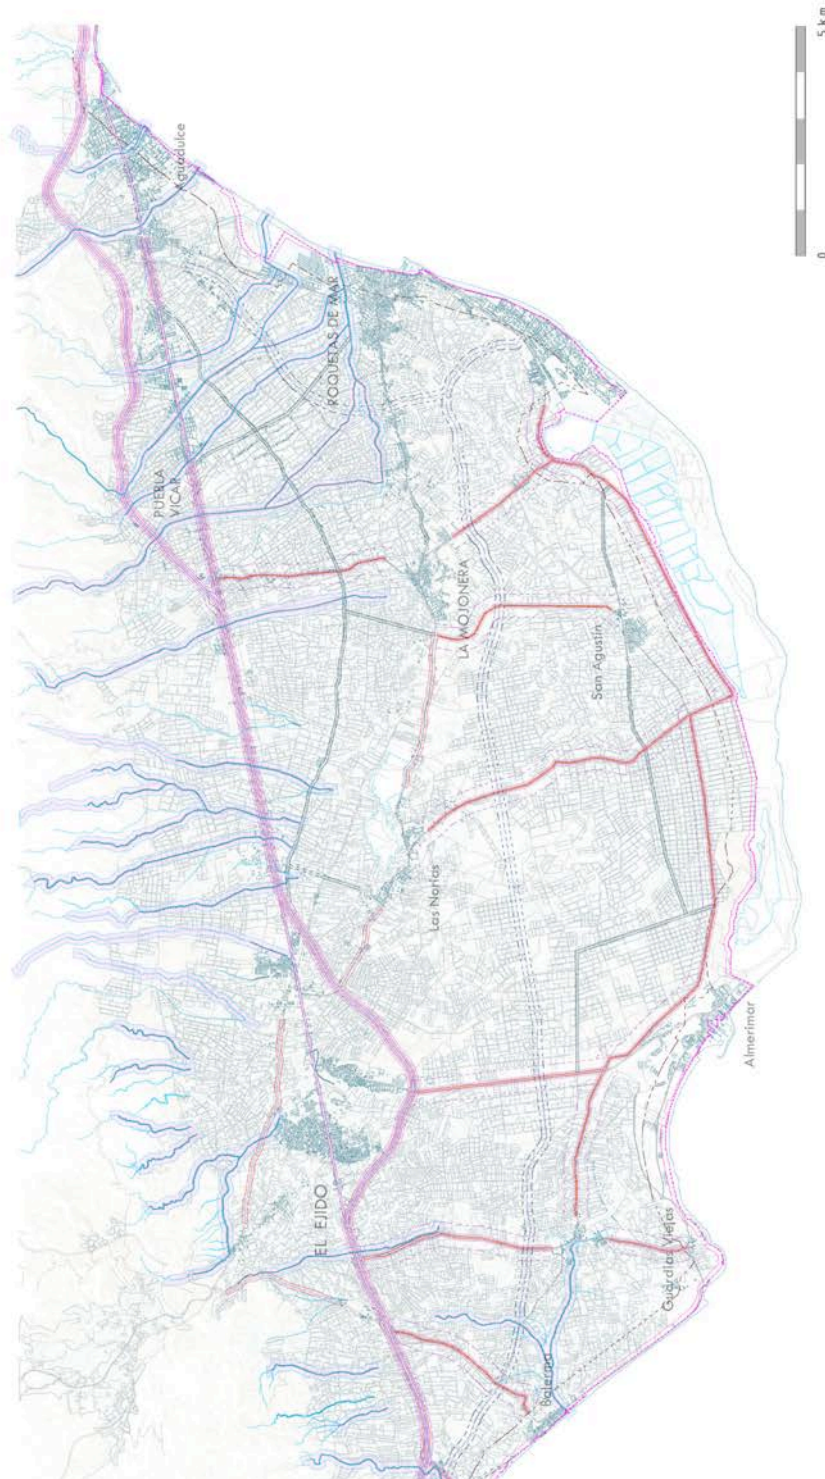 Aguadulce
ROQUETAS DE MAR
PUEBLA
VICAR
LA MOJONERA
San Agustín
Las Norias
Almerimar
EL EJIDO
Guardias Viejas
Balerma
0
5 km